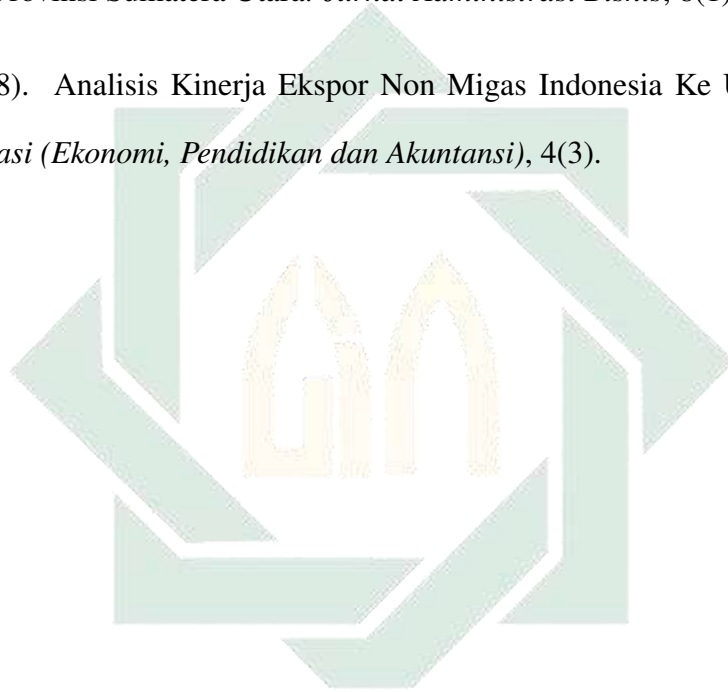 Provinsi Sumatera Utara. Jurnal Administrasi Bisnis, 6(1)
8). Analisis Kinerja Ekspor Non Migas Indonesia Ke U
asi (Ekonomi, Pendidikan dan Akuntansi), 4(3).